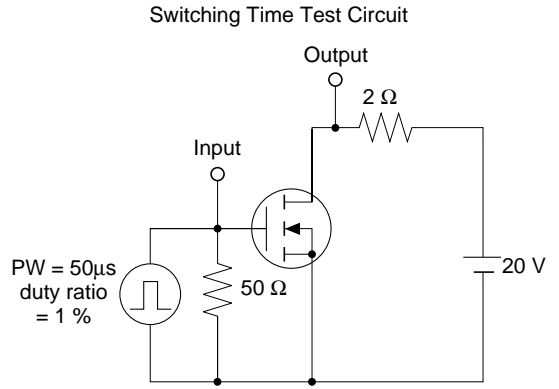 Switching Time Test Circuit
Output
2 Ω
Input
PW = 50μs
duty ratio
= 1 %
50 Ω
20 V